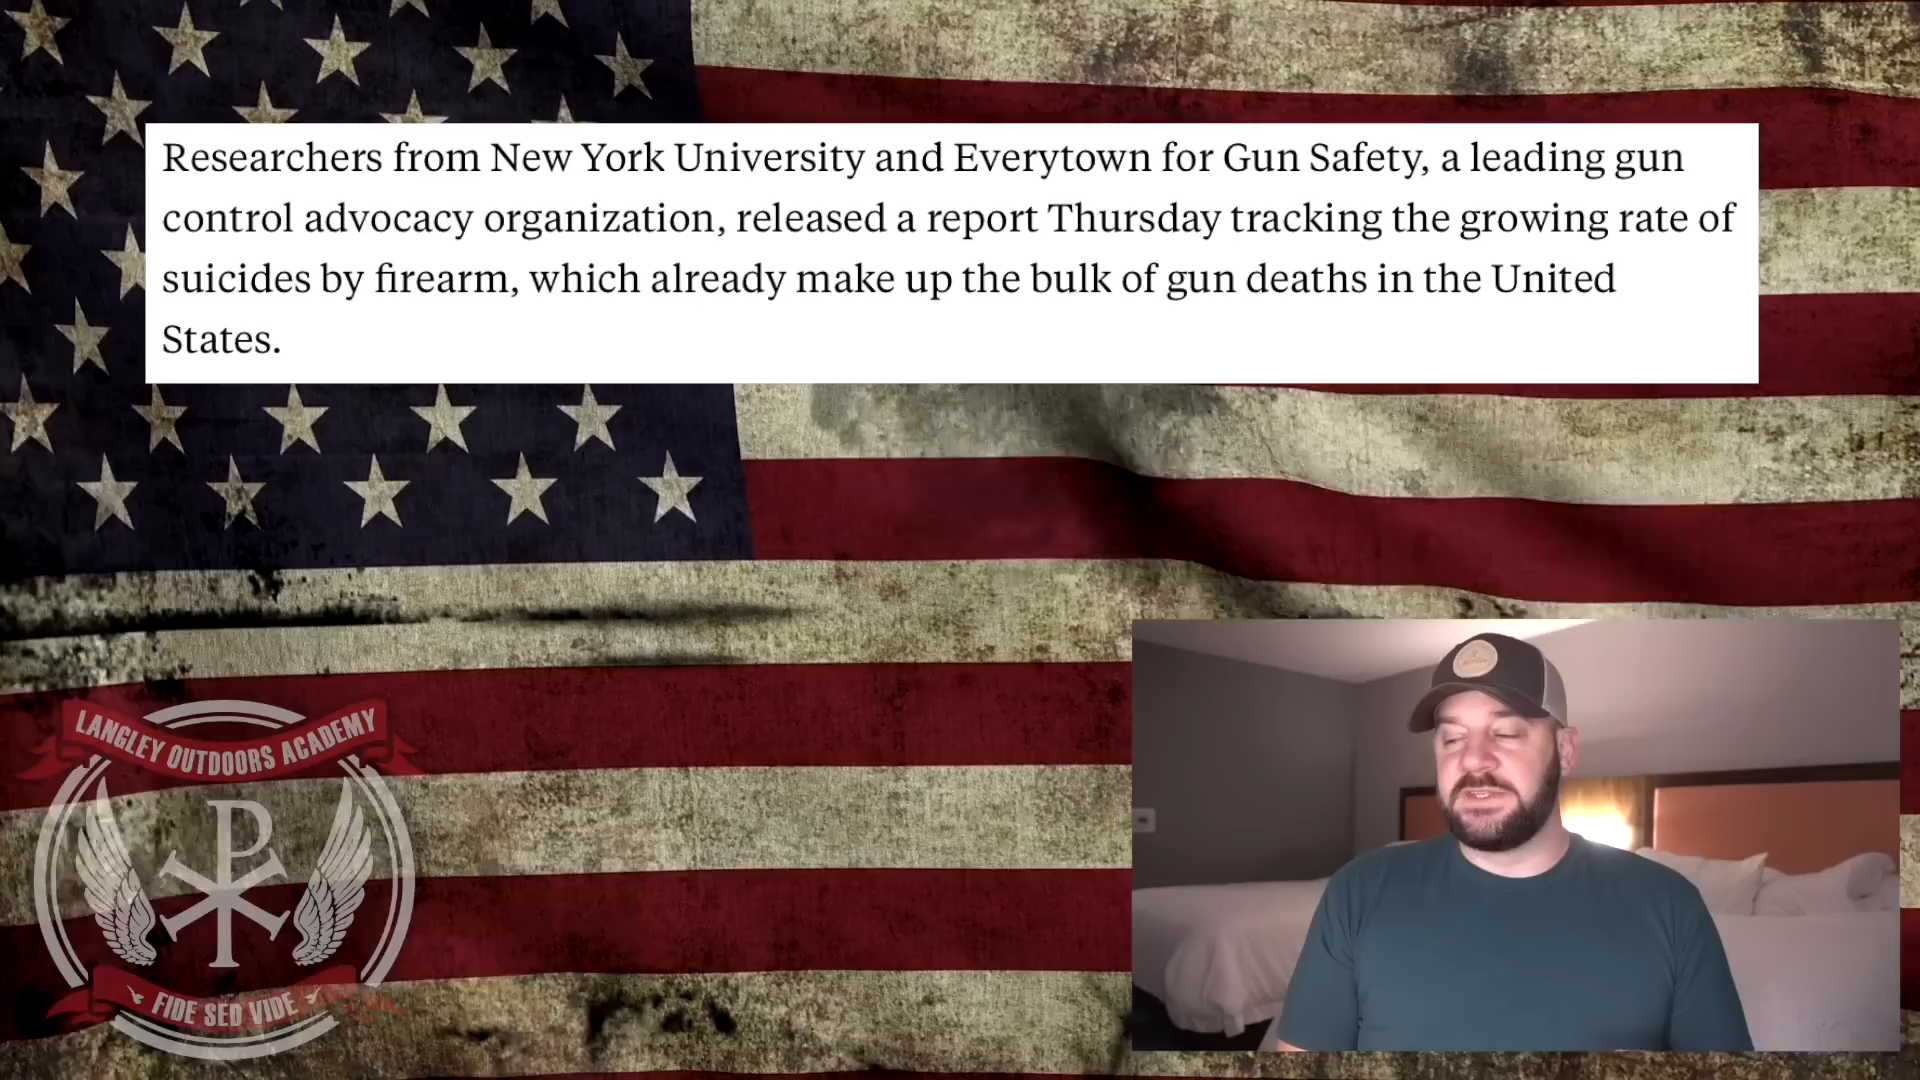 Researchers from New York University and Everytown for Gun Safety, a leading gun
control advocacy organization, released a report Thursday tracking the growing rate of
suicides by firearm, which already make up the bulk of gun deaths in the United
States.
LANGLEY OUTDOORS ACADEMY
FIDE SED VIDE